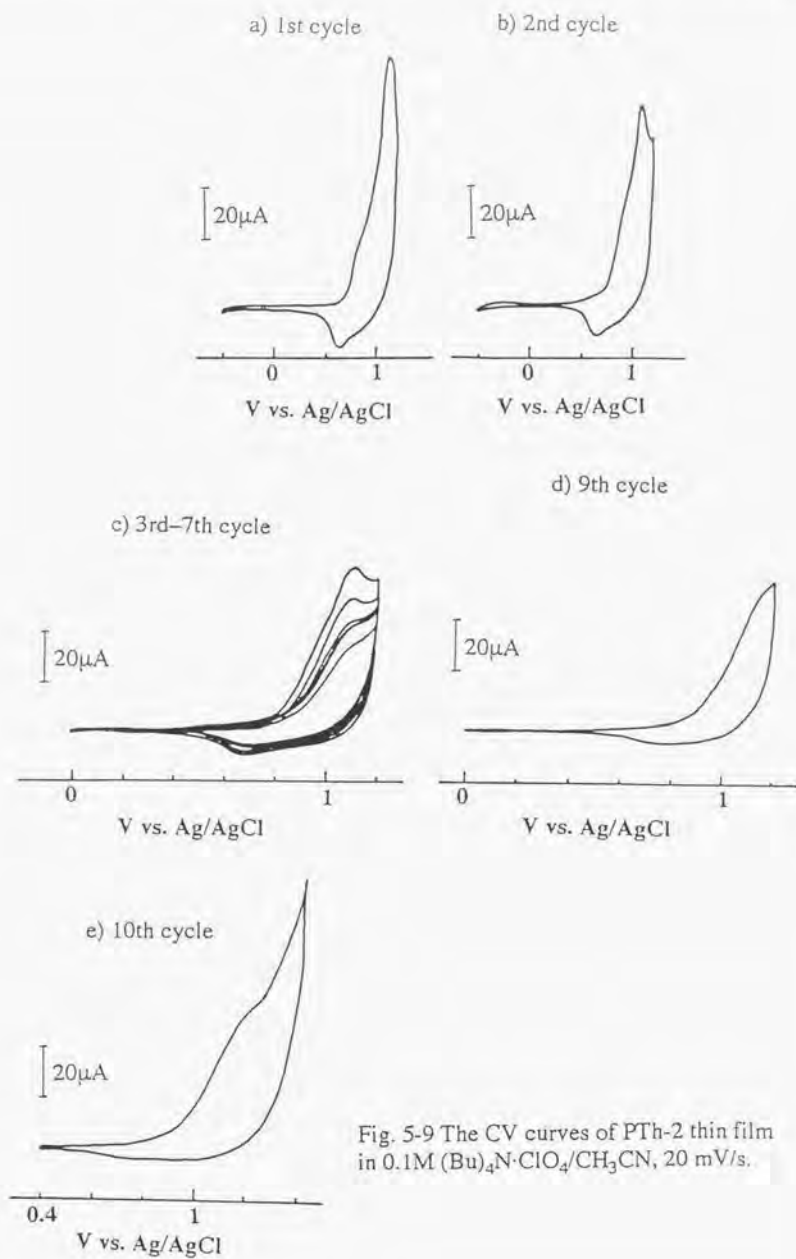 a) 1st cycle
b) 2nd cycle
20μA
20μA
0
1
0
1
V vs. Ag/AgCl
V vs. Ag/AgCl
c) 3rd–7th cycle
d) 9th cycle
20μA
20μA
0
1
0
1
V vs. Ag/AgCl
V vs. Ag/AgCl
e) 10th cycle
20μA
0.4
1
V vs. Ag/AgCl
Fig. 5-9 The CV curves of PTh-2 thin film
in 0.1M (Bu)₄N·ClO₄/CH₃CN, 20 mV/s.